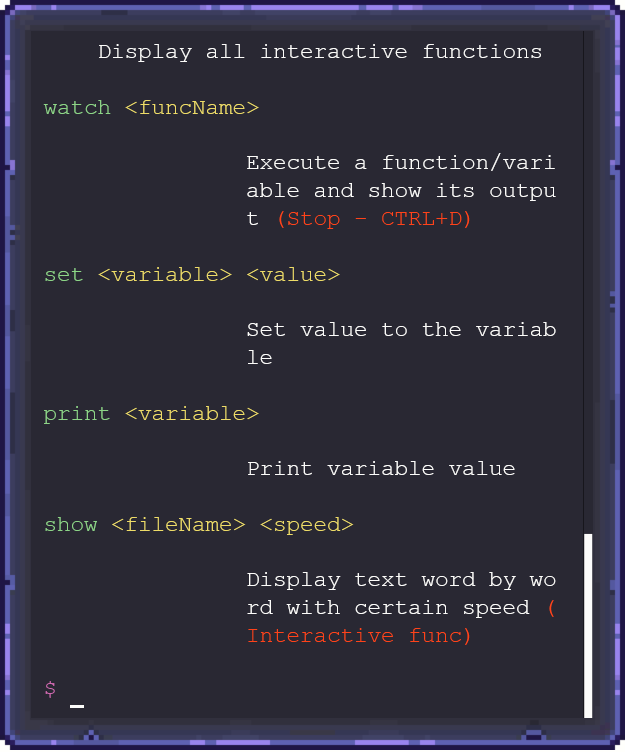 Display all interactive functions
watch <funcName>
Execute a function/vari
able and show its outpu
t (Stop - CTRL+D)
set <variable> <value>
Set value to the variab
le
print <variable>
Print variable value
show <fileName> <speed>
Display text word by wo
rd with certain speed (
Interactive func)
$ _